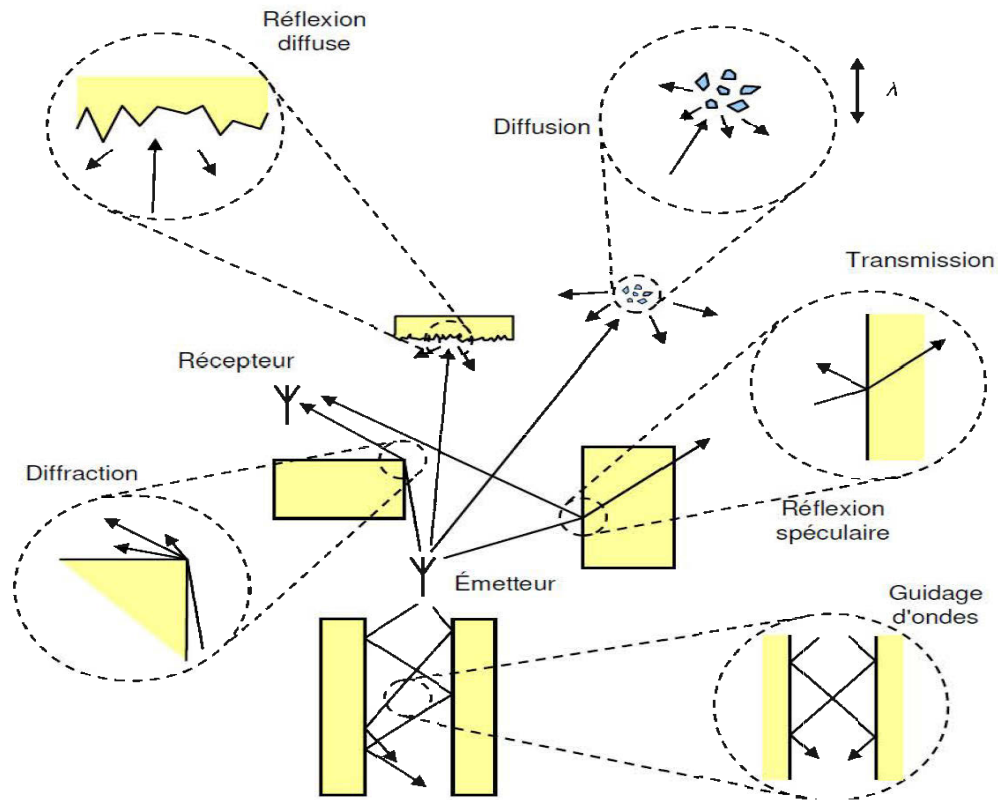 Réflexion
diffuse
λ
Diffusion
Transmission
Récepteur
Diffraction
Réflexion
spéculaire
Émetteur
Guidage
d'ondes